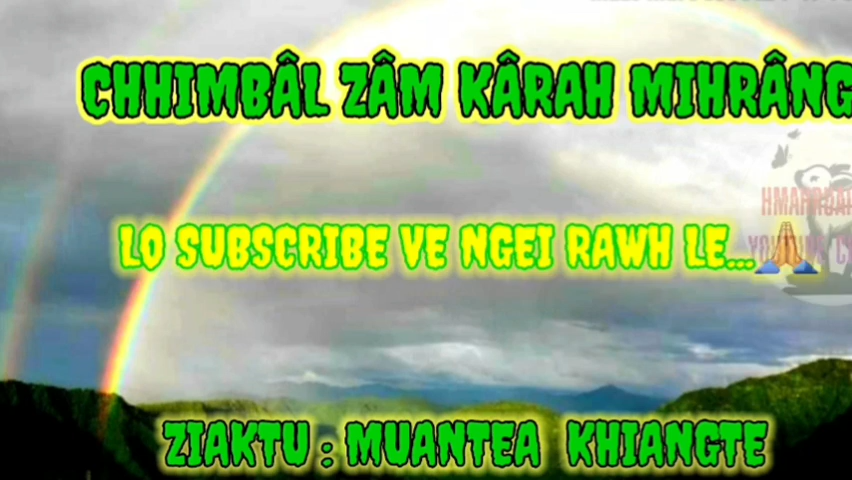 CHHIMBÂL ZÂM KÂRAH MIHRÂNG
LO SUBSCRIBE VE NGEI RAWH LE...🙏
ZIAKTU : MUANTEA KHIANGTE